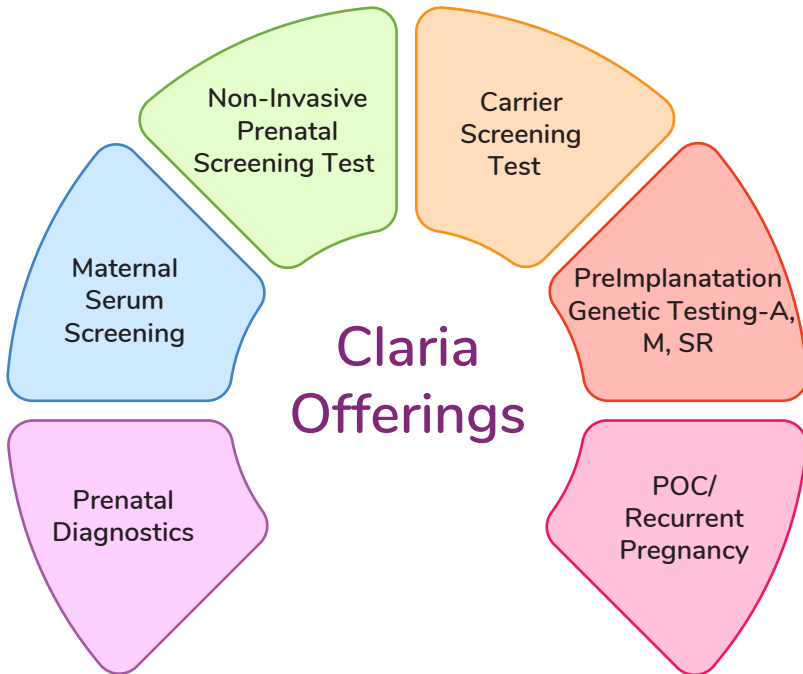 Non-Invasive
Prenatal
Screening Test
Carrier
Screening
Test
Maternal
Serum
Screening
PreImplanatation
Genetic Testing-A,
M, SR
Claria
Offerings
Prenatal
Diagnostics
POC/
Recurrent
Pregnancy